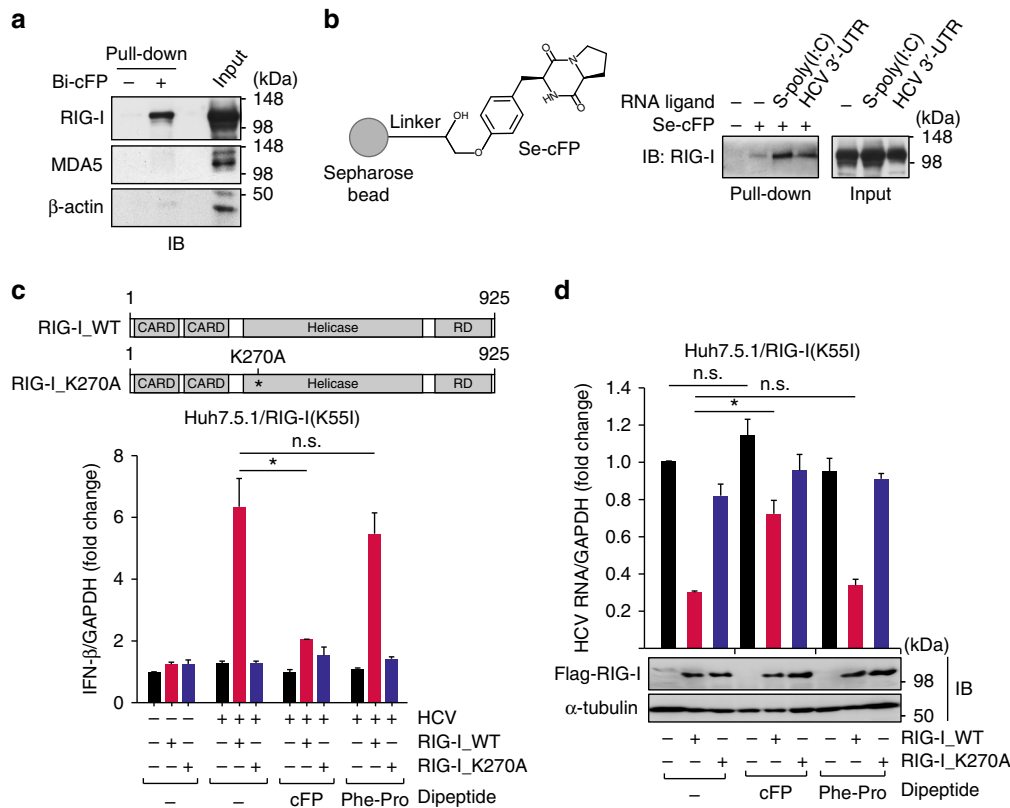 a
Pull-down
Bi-cFP – + Input (kDa)
RIG-I
148
98
MDA5
148
98
β-actin
50
IB
b
Linker
OH
O
O
N
HN
O
Se-cFP
Sepharose
bead
RNA ligand – – S-poly(I:C) HCV 3′-UTR – S-poly(I:C) HCV 3′-UTR
Se-cFP – + + + (kDa)
IB: RIG-I
148
98
Pull-down Input
c
1 925
RIG-I_WT CARD CARD Helicase RD
1 K270A 925
RIG-I_K270A CARD CARD * Helicase RD
Huh7.5.1/RIG-I(K55I)
n.s.
*
IFN-β/GAPDH (fold change)
8
6
4
2
0
– – – + + + + + + + + + HCV
– + – – + – – + – – + – RIG-I_WT
– – + – – + – – + – – + RIG-I_K270A
– – cFP Phe-Pro Dipeptide
d
Huh7.5.1/RIG-I(K55I)
n.s. n.s.
*
HCV RNA/GAPDH (fold change)
1.4
1.2
1.0
0.8
0.6
0.4
0.2
(kDa)
Flag-RIG-I 98
α-tubulin 50
IB
– + – – + – – + – RIG-I_WT
– – + – – + – – + RIG-I_K270A
– cFP Phe-Pro Dipeptide